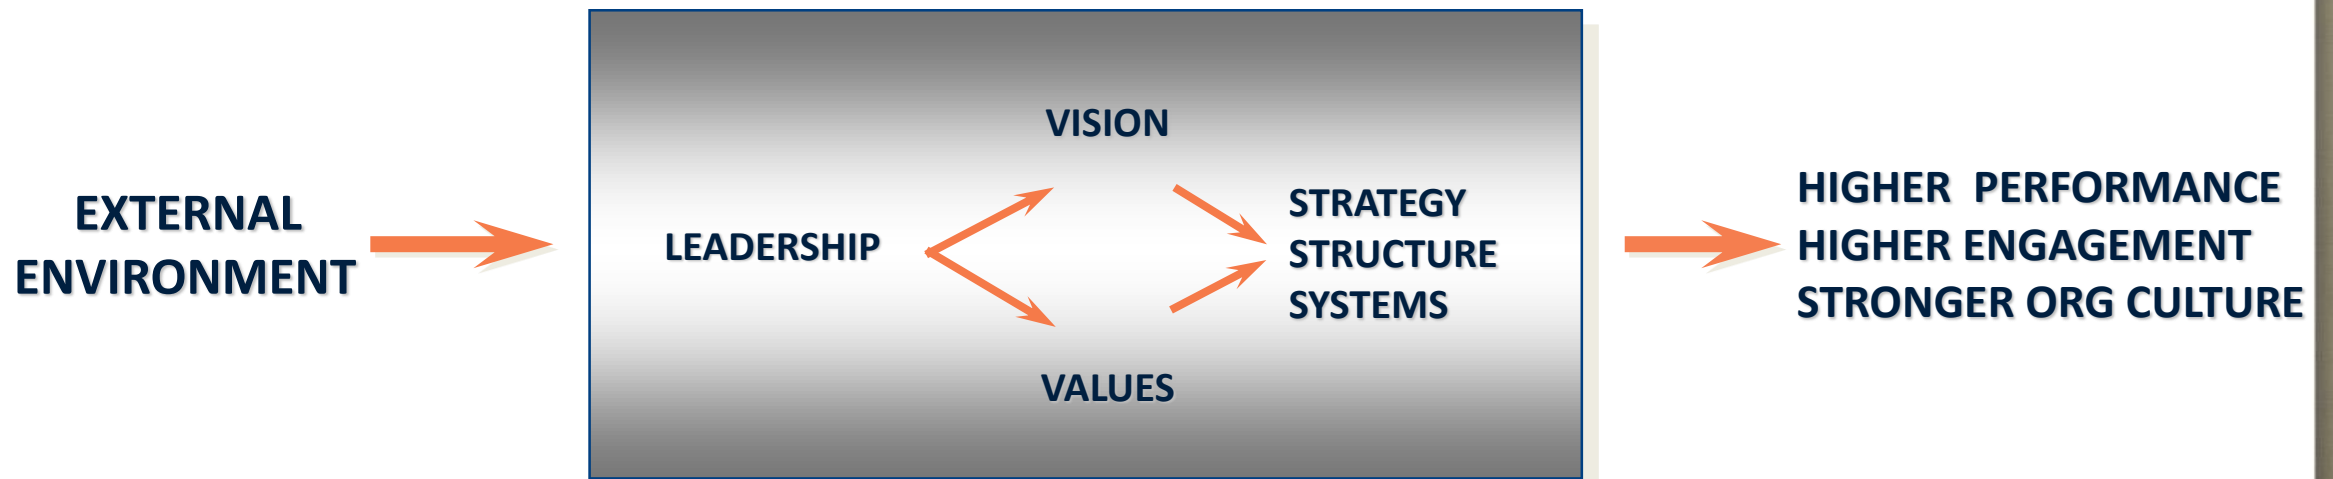 EXTERNAL
ENVIRONMENT
LEADERSHIP
VISION
VALUES
STRATEGY
STRUCTURE
SYSTEMS
HIGHER PERFORMANCE
HIGHER ENGAGEMENT
STRONGER ORG CULTURE